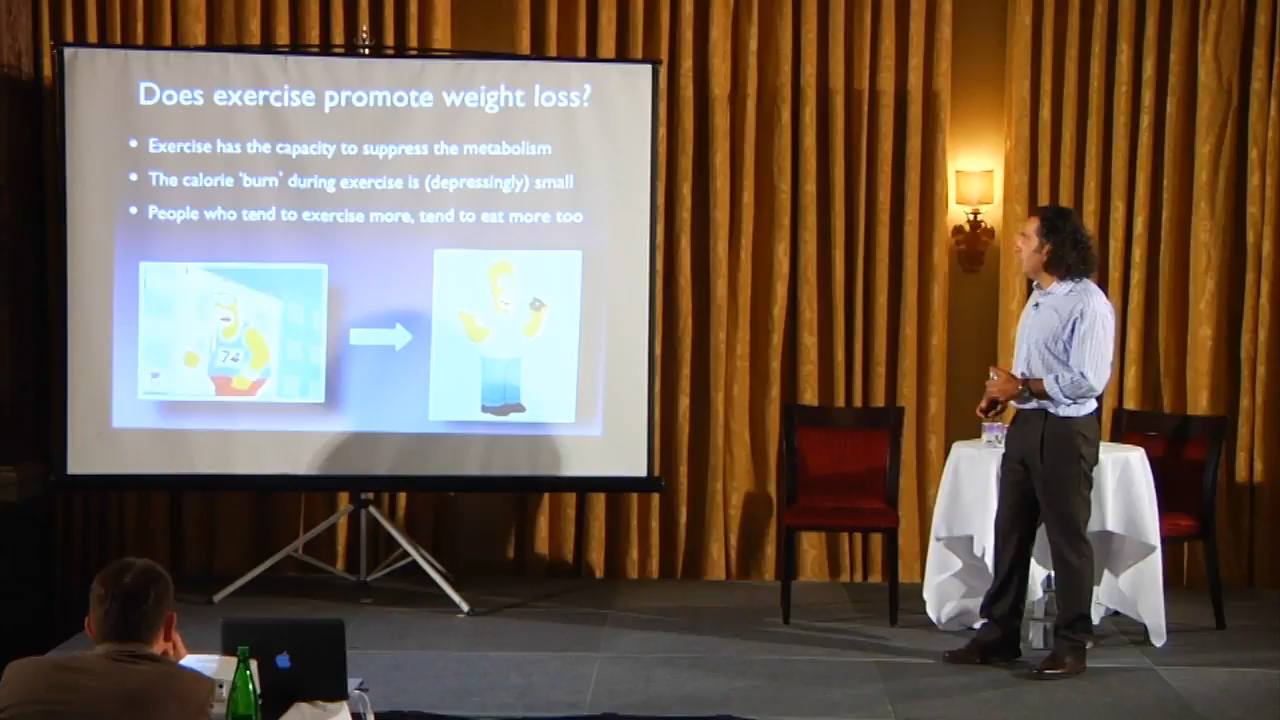 Does exercise promote weight loss?
• Exercise has the capacity to suppress the metabolism
• The calorie 'burn' during exercise is (depressingly) small
• People who tend to exercise more, tend to eat more too
74